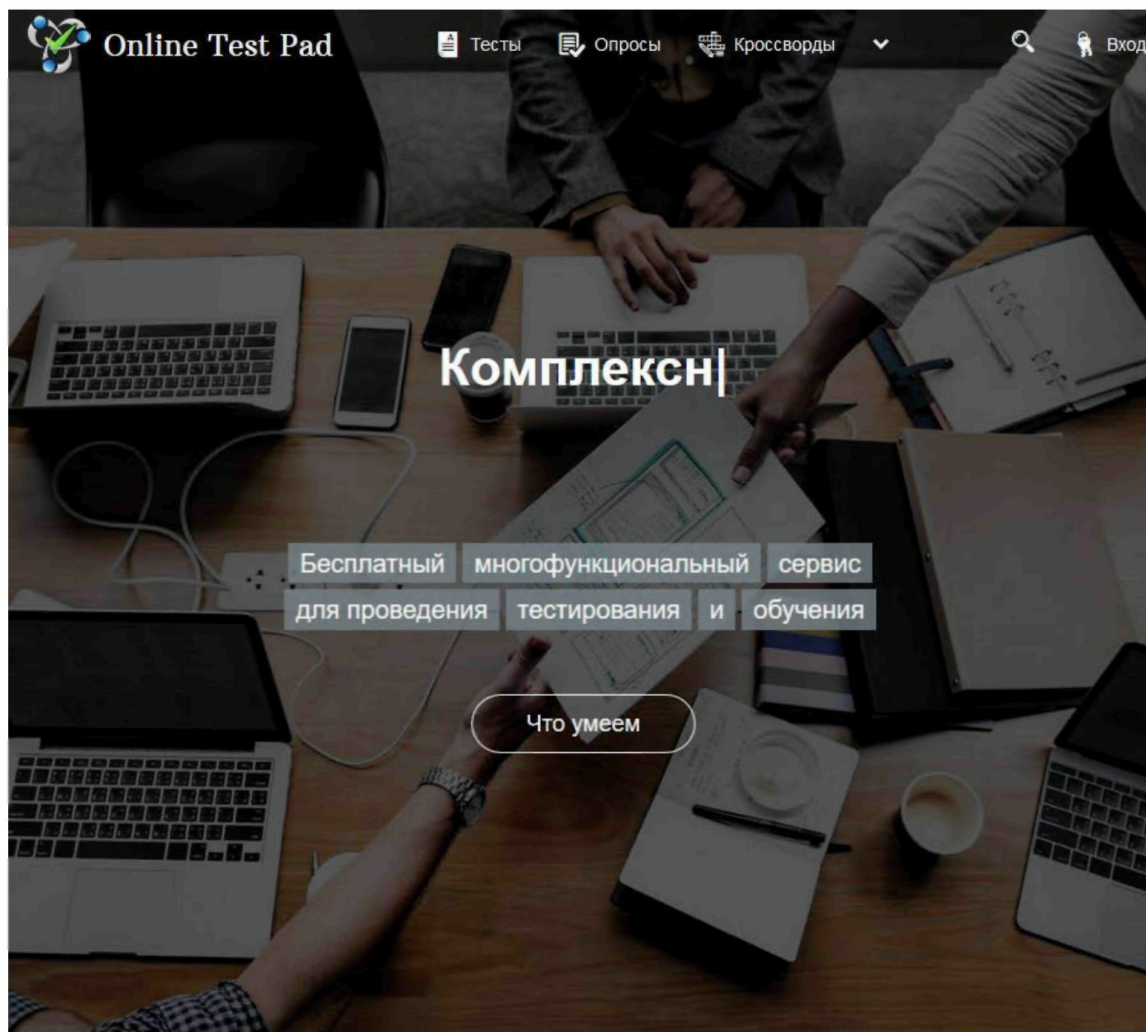 Online Test Pad Тесты Опросы Кроссворды Вход
Комплексн
Бесплатный многофункциональный сервис
для проведения тестирования и обучения
Что умеем